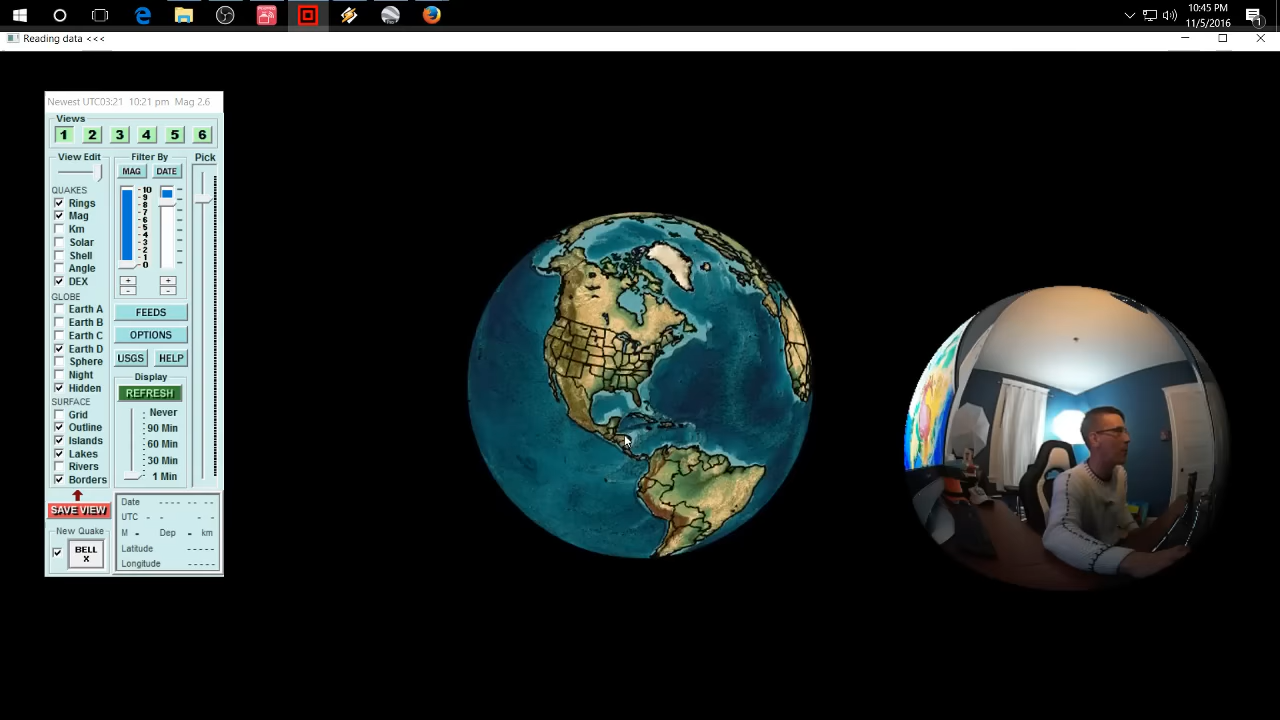 10:45 PM
11/5/2016
Reading data <<<
Newest UTC03:21 10:21 pm Mag 2.6
Views
1 2 3 4 5 6
View Edit
Filter By
Pick
MAG DATE
10
9
8
7
6
5
4
3
2
1
0
+ +
- -
QUAKES
Rings
Mag
Km
Solar
Shell
Angle
DEX
GLOBE
Earth A
Earth B
Earth C
Earth D
Sphere
Night
Hidden
SURFACE
Grid
Outline
Islands
Lakes
Rivers
Borders
FEEDS
OPTIONS
USGS HELP
Display
REFRESH
Never
90 Min
60 Min
30 Min
1 Min
SAVE VIEW
New Quake
BELL
X
Date ---- -- --
UTC - - - -
M - Dep - km
Latitude -----
Longitude -----